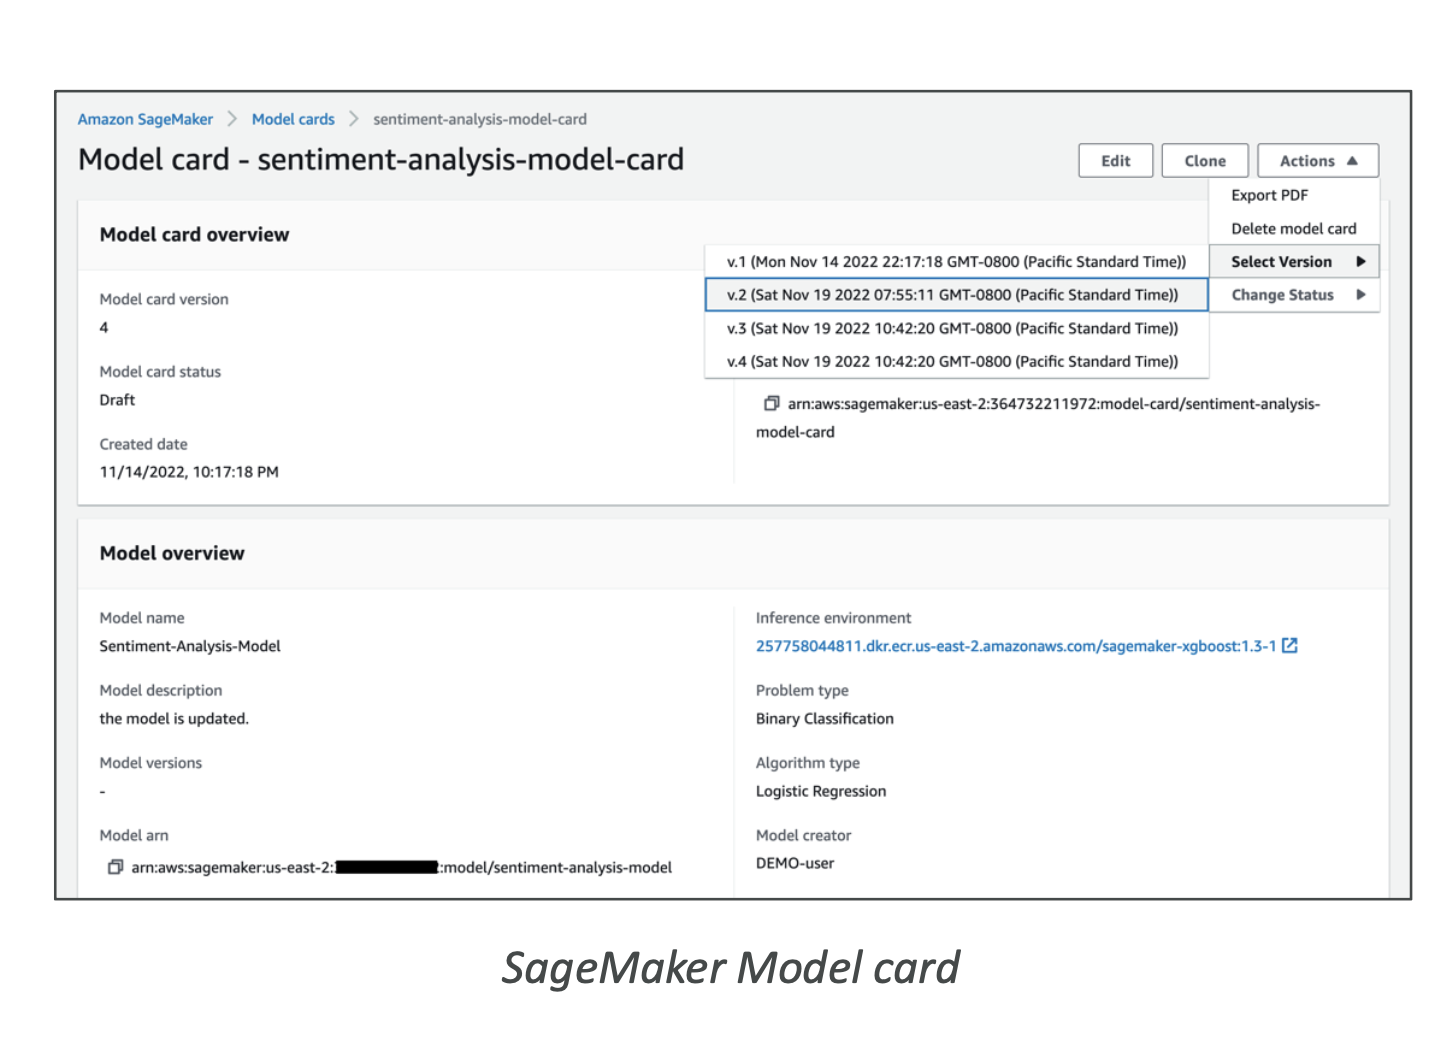 Amazon SageMaker > Model cards > sentiment-analysis-model-card
Model card - sentiment-analysis-model-card
Edit
Clone
Actions ▲
Export PDF
Delete model card
Select Version ▶
Change Status ▶
v.1 (Mon Nov 14 2022 22:17:18 GMT-0800 (Pacific Standard Time))
v.2 (Sat Nov 19 2022 07:55:11 GMT-0800 (Pacific Standard Time))
v.3 (Sat Nov 19 2022 10:42:20 GMT-0800 (Pacific Standard Time))
v.4 (Sat Nov 19 2022 10:42:20 GMT-0800 (Pacific Standard Time))
Model card overview
Model card version
4
Model card status
Draft
Created date
11/14/2022, 10:17:18 PM
arn:aws:sagemaker:us-east-2:364732211972:model-card/sentiment-analysis-
model-card
Model overview
Model name
Sentiment-Analysis-Model
Model description
the model is updated.
Model versions
-
Model arn
arn:aws:sagemaker:us-east-2: :model/sentiment-analysis-model
Inference environment
257758044811.dkr.ecr.us-east-2.amazonaws.com/sagemaker-xgboost:1.3-1
Problem type
Binary Classification
Algorithm type
Logistic Regression
Model creator
DEMO-user
SageMaker Model card